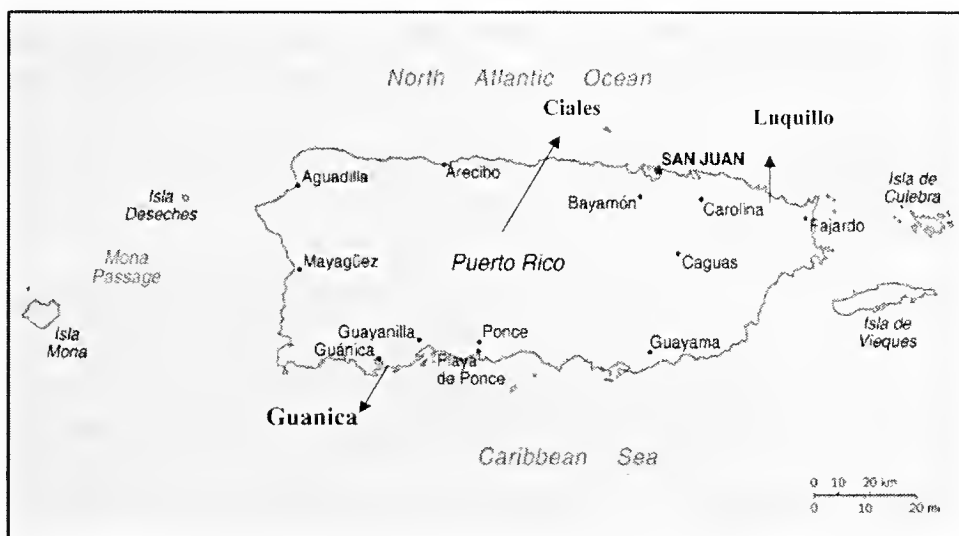 North Atlantic Ocean
Ciales
Luquillo
SAN JUAN
Aguadilla
Arecibo
Isla
Deseches
Bayamón
Carolina
Isla de
Culebra
Fajardo
Mona
Passage
Mayagüez
Puerto Rico
Caguas
Isla
Mona
Guayanilla
Ponce
Guánica
Playa
de Ponce
Guayama
Isla de
Vieques
Guanica
Caribbean Sea
0 10 20 km
0 10 20 mi